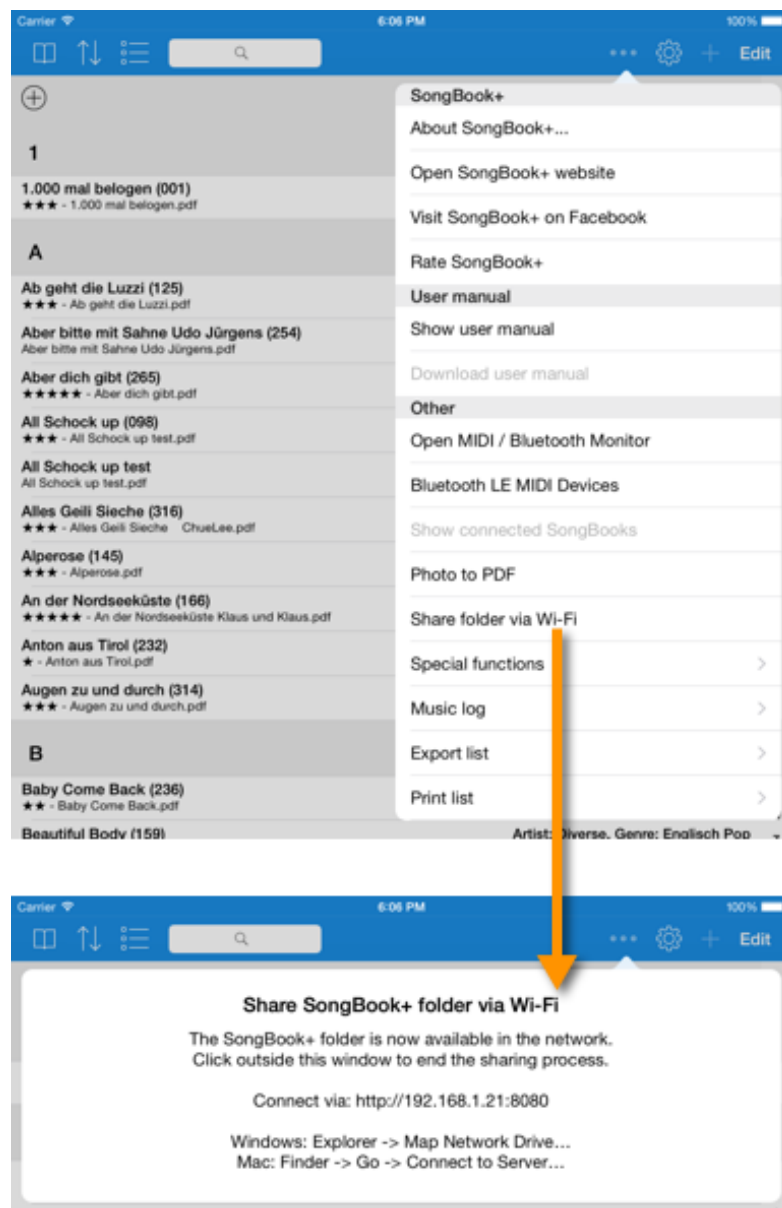 Carrier 6:06 PM 100%
Edit
1
1.000 mal belogen (001)
★★★ - 1.000 mal belogen.pdf
A
Ab geht die Luzzi (125)
★★★ - Ab geht die Luzzi.pdf
Aber bitte mit Sahne Udo Jürgens (254)
Aber bitte mit Sahne Udo Jürgens.pdf
Aber dich gibt (265)
★★★★★ - Aber dich gibt.pdf
All Schock up (098)
★★★ - All Schock up test.pdf
All Schock up test
All Schock up test.pdf
Alles Geili Sieche (316)
★★★ - Alles Geili Sieche ChueLee.pdf
Alperose (145)
★★★ - Alperose.pdf
An der Nordseeküste (166)
★★★★★ - An der Nordseeküste Klaus und Klaus.pdf
Anton aus Tirol (232)
★ - Anton aus Tirol.pdf
Augen zu und durch (314)
★★★ - Augen zu und durch.pdf
B
Baby Come Back (236)
★★ - Baby Come Back.pdf
Beautiful Body (159)
Artist: Diverse, Genre: Englisch Pop
SongBook+
About SongBook+...
Open SongBook+ website
Visit SongBook+ on Facebook
Rate SongBook+
User manual
Show user manual
Download user manual
Other
Open MIDI / Bluetooth Monitor
Bluetooth LE MIDI Devices
Show connected SongBooks
Photo to PDF
Share folder via Wi-Fi
Special functions
Music log
Export list
Print list
Carrier 6:06 PM 100%
Edit
Share SongBook+ folder via Wi-Fi
The SongBook+ folder is now available in the network.
Click outside this window to end the sharing process.
Connect via: http://192.168.1.21:8080
Windows: Explorer -> Map Network Drive...
Mac: Finder -> Go -> Connect to Server...